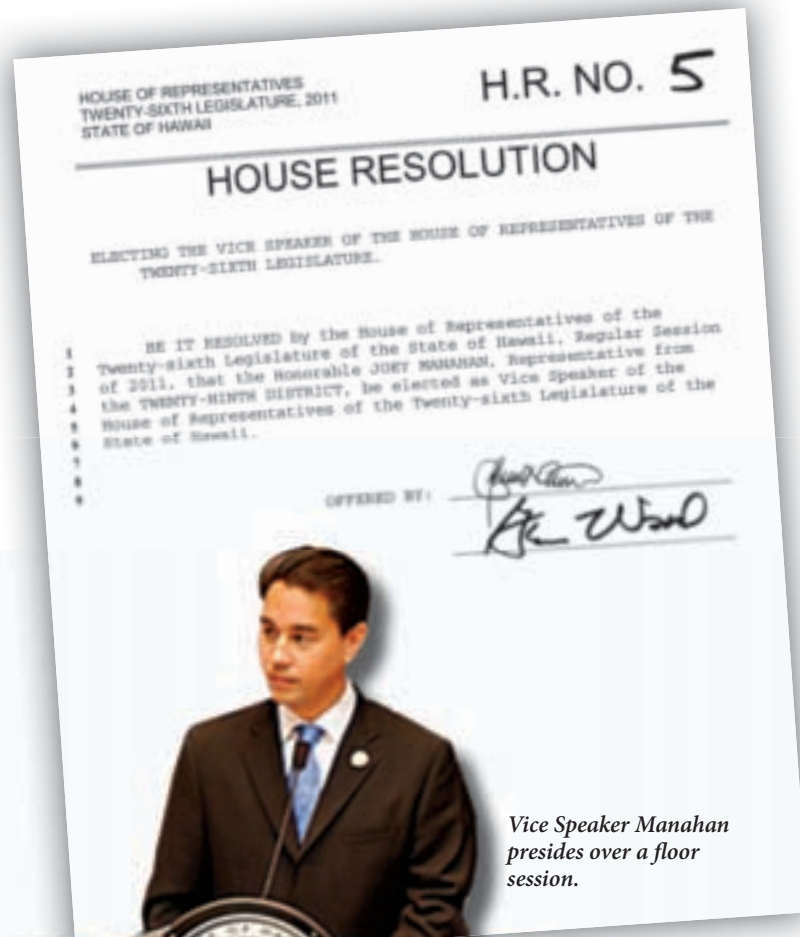 HOUSE OF REPRESENTATIVES
TWENTY-SIXTH LEGISLATURE, 2011
STATE OF HAWAII
H.R. NO. 5
HOUSE RESOLUTION
ELECTING THE VICE SPEAKER OF THE HOUSE OF REPRESENTATIVES OF THE
TWENTY-SIXTH LEGISLATURE.
1 BE IT RESOLVED by the House of Representatives of the
2 Twenty-sixth Legislature of the State of Hawaii, Regular Session
3 of 2011, that the Honorable JOEY MANAHAN, Representative from
4 the TWENTY-NINTH DISTRICT, be elected as Vice Speaker of the
5 House of Representatives of the Twenty-sixth Legislature of the
6 State of Hawaii.
7
8
9
OFFERED BY:
Vice Speaker Manahan
presides over a floor
session.